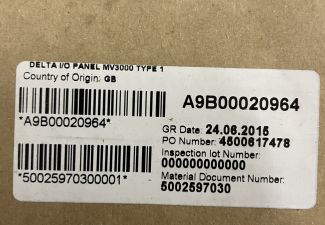 DELTA I/O PANEL MV3000 TYPE 1
Country of Origin: GB
A9B00020964
*A9B00020964*
GR Date: 24.06.2015
PO Number: 4500617478
Inspection lot Number:
000000000000
Material Document Number:
5002597030
*50025970300001*